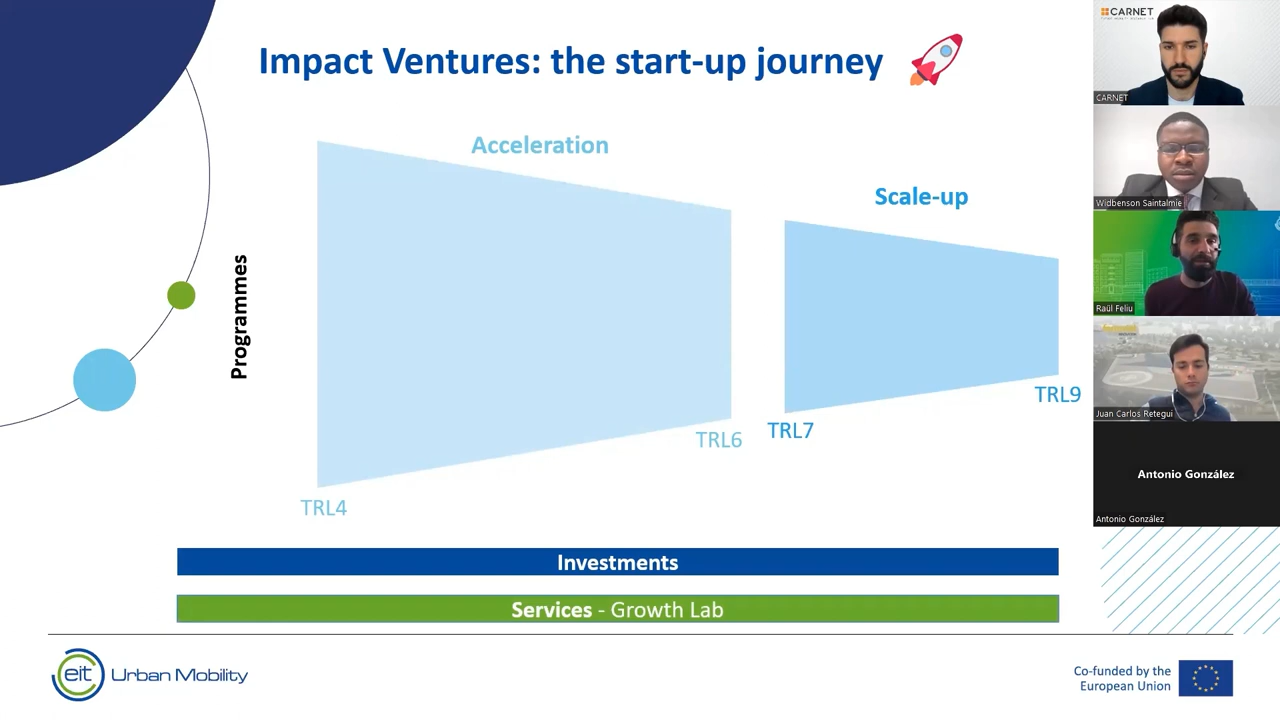 Impact Ventures: the start-up journey
Acceleration
Scale-up
Programmes
TRL4
TRL6
TRL7
TRL9
Investments
Services - Growth Lab
eit Urban Mobility
Co-funded by the
European Union
CARNET
CARNET
Widbenson Saintalmie
Raül Feliu
Juan Carlos Retegui
Antonio González
Antonio González